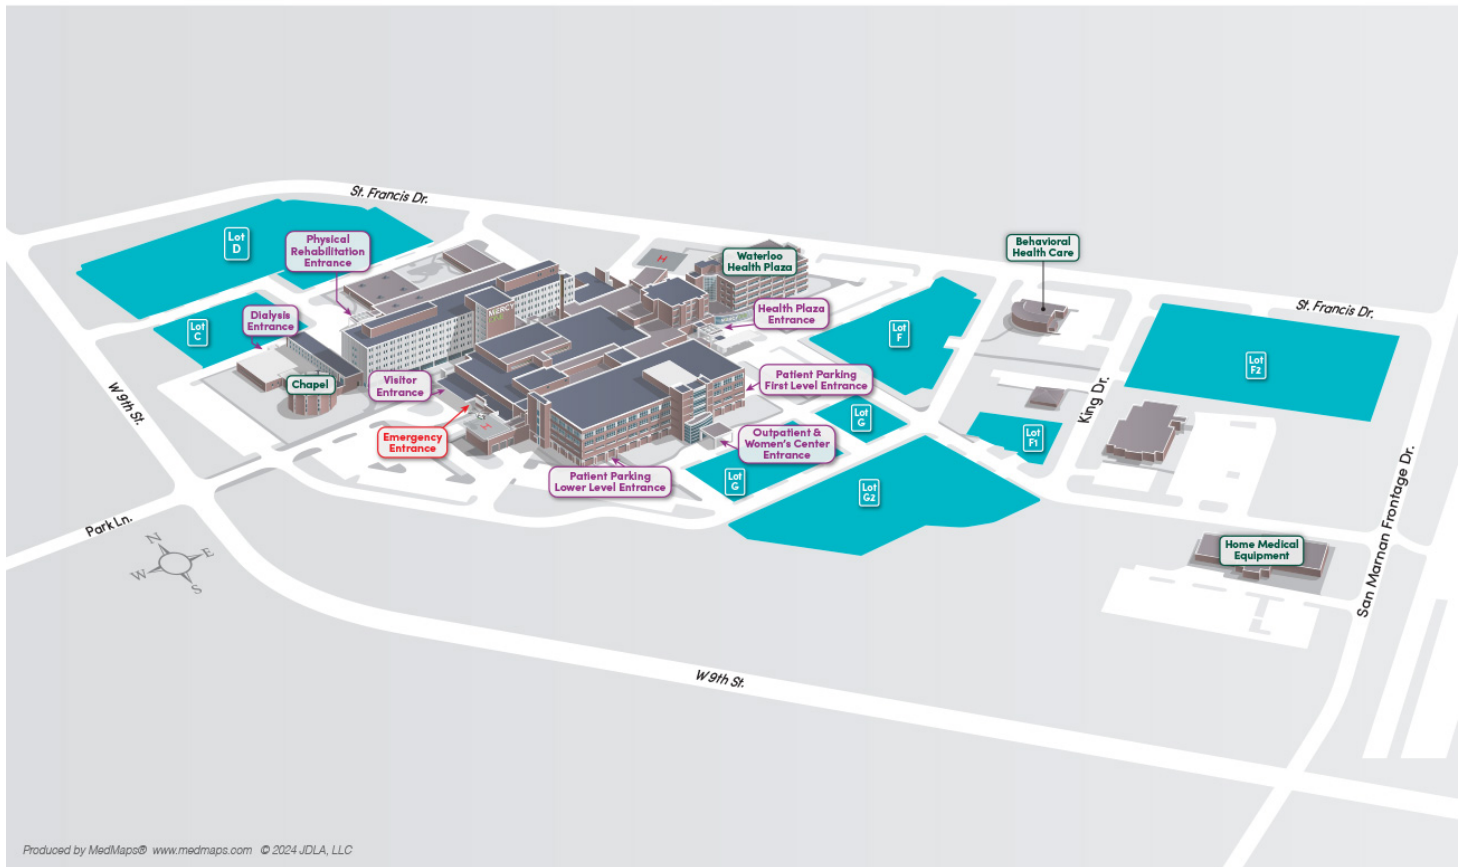 St. Francis Dr.
Lot
D
Physical
Rehabilitation
Entrance
Behavioral
Health Care
Waterloo
Health Plaza
H
St. Francis Dr.
MERCY
Health Plaza
Entrance
Dialysis
Entrance
Lot
C
Lot
F
Lot
F2
Chapel
Visitor
Entrance
Patient Parking
First Level Entrance
W 9th St.
King Dr.
Lot
G
Emergency
Entrance
H
Outpatient &
Women's Center
Entrance
Lot
F1
Patient Parking
Lower Level Entrance
Lot
G
Lot
G2
San Marnan Frontage Dr.
Park Ln.
N
E
W
S
Home Medical
Equipment
W 9th St.
Produced by MedMaps® www.medmaps.com © 2024 JDLA, LLC